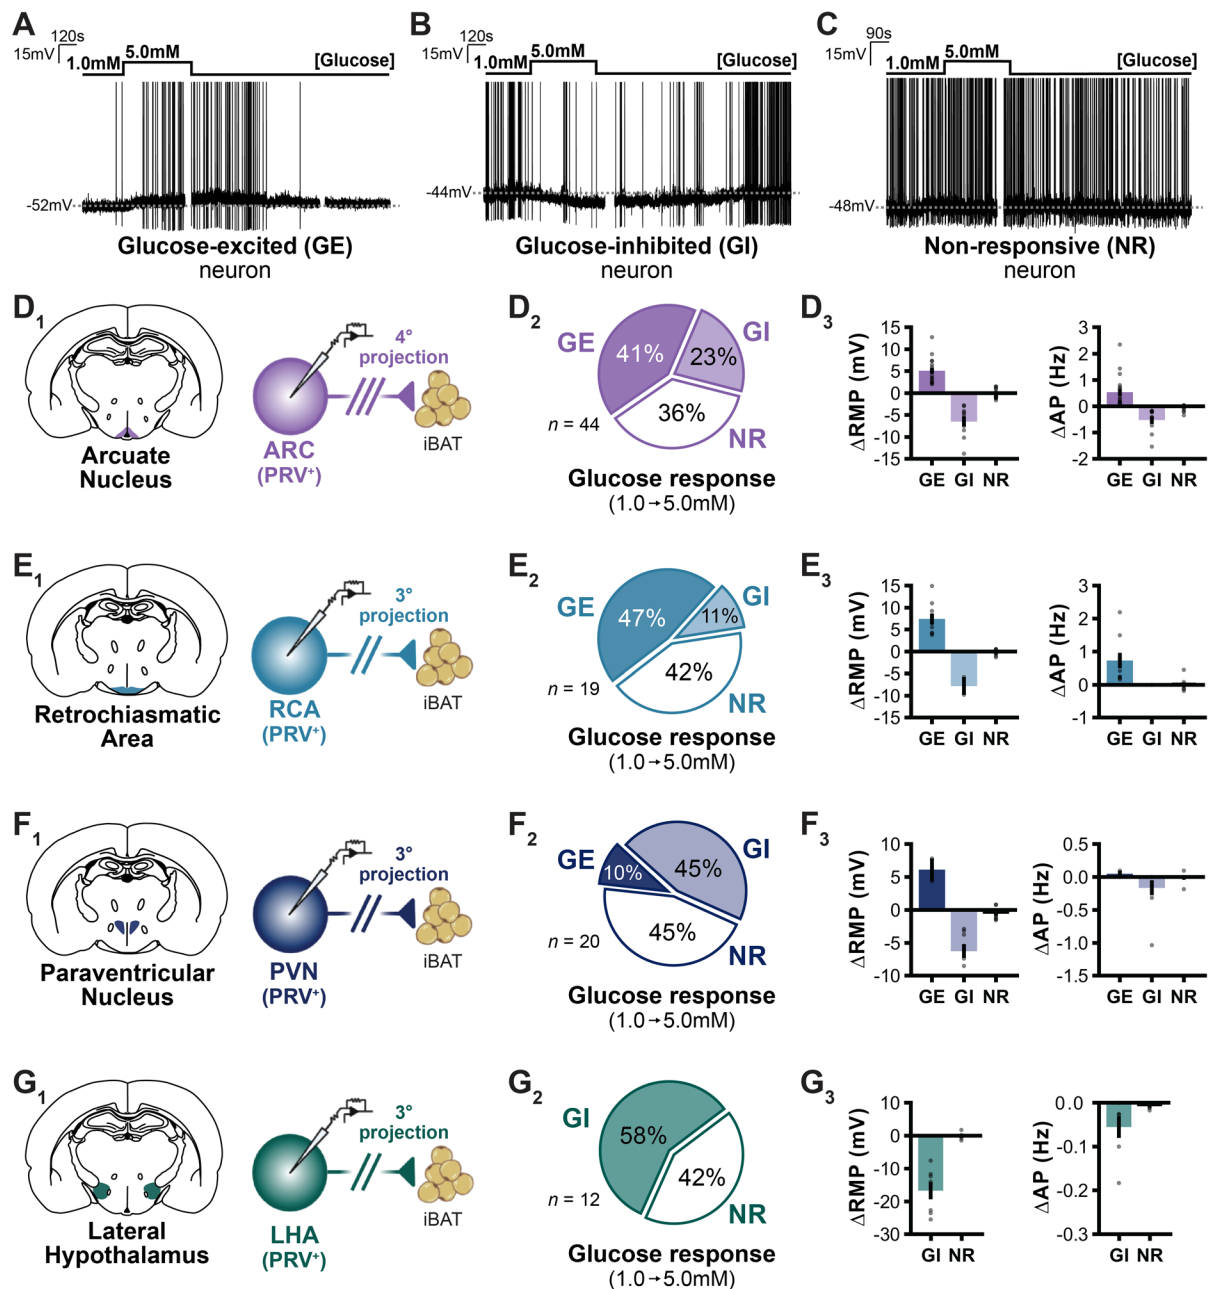 A
120s
15mV
1.0mM
5.0mM
[Glucose]
-52mV
Glucose-excited (GE)
neuron
B
120s
15mV
1.0mM
5.0mM
[Glucose]
-44mV
Glucose-inhibited (GI)
neuron
C
90s
15mV
1.0mM
5.0mM
[Glucose]
-48mV
Non-responsive (NR)
neuron
D1
Arcuate
Nucleus
4°
projection
ARC
(PRV+)
iBAT
D2
GE
41%
GI
23%
36%
NR
n = 44
Glucose response
(1.0→5.0mM)
D3
ΔRMP (mV)
15
10
5
0
-5
-10
-15
GE GI NR
ΔAP (Hz)
3
2
1
0
-1
-2
GE GI NR
E1
Retrochiasmatic
Area
3°
projection
RCA
(PRV+)
iBAT
E2
GE
47%
GI
11%
42%
NR
n = 19
Glucose response
(1.0→5.0mM)
E3
ΔRMP (mV)
15
10
5
0
-5
-10
-15
GE GI NR
ΔAP (Hz)
3
2
1
0
-1
GE GI NR
F1
Paraventricular
Nucleus
3°
projection
PVN
(PRV+)
iBAT
F2
GE
10%
GI
45%
45%
NR
n = 20
Glucose response
(1.0→5.0mM)
F3
ΔRMP (mV)
10
5
0
-5
-10
GE GI NR
ΔAP (Hz)
0.5
0.0
-0.5
-1.0
-1.5
GE GI NR
G1
Lateral
Hypothalamus
3°
projection
LHA
(PRV+)
iBAT
G2
GI
58%
42%
NR
n = 12
Glucose response
(1.0→5.0mM)
G3
ΔRMP (mV)
10
0
-10
-20
-30
GI NR
ΔAP (Hz)
0.0
-0.1
-0.2
-0.3
GI NR